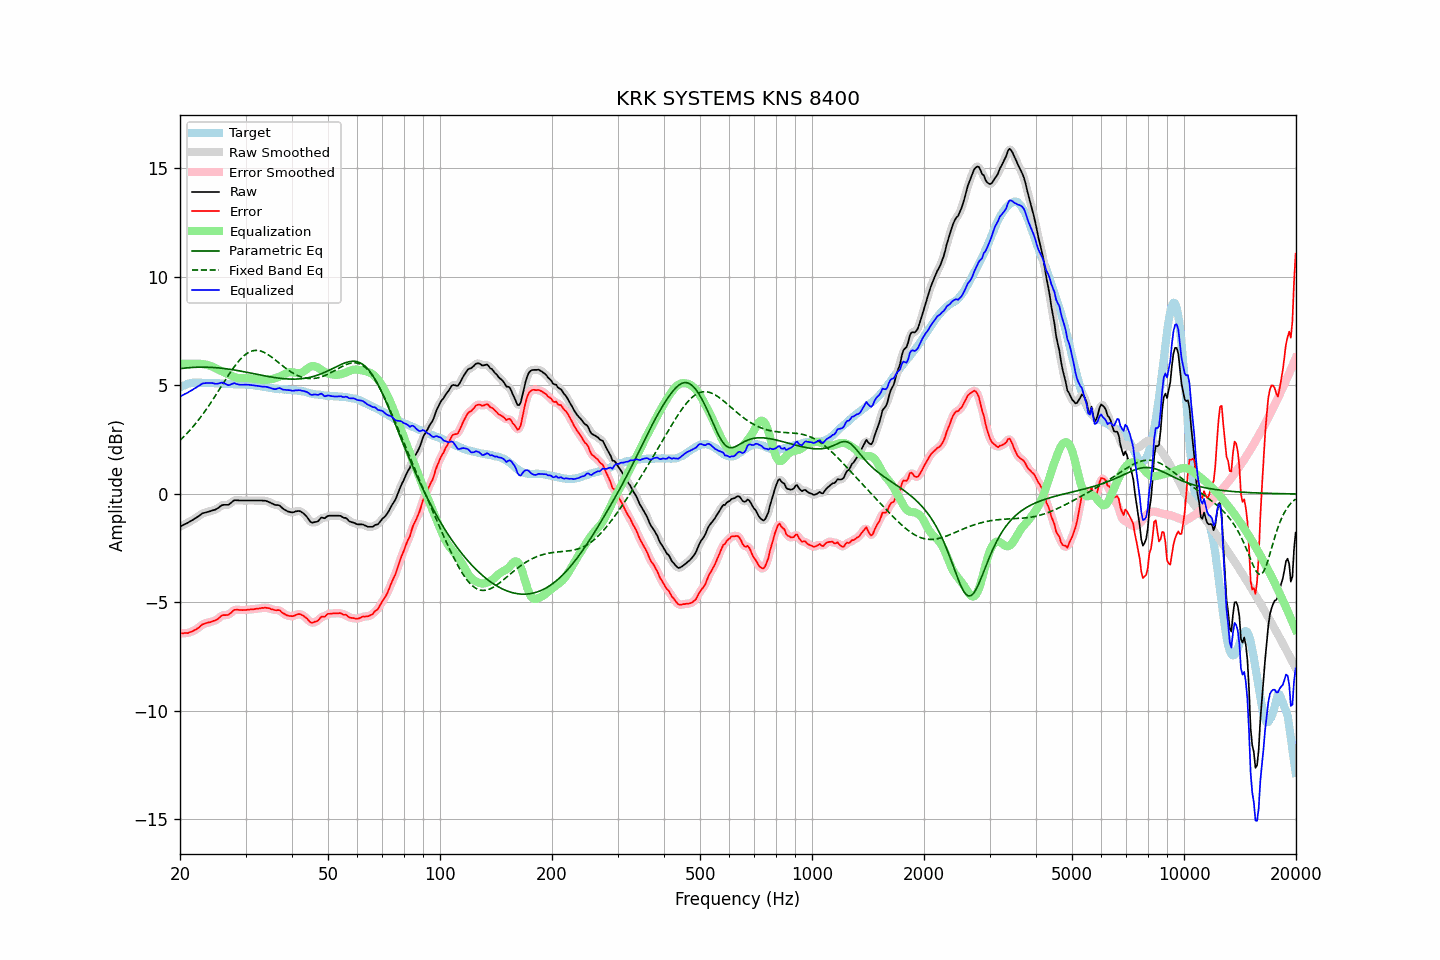 KRK SYSTEMS KNS 8400
Target
Raw Smoothed
Error Smoothed
Raw
Error
Equalization
Parametric Eq
Fixed Band Eq
Equalized
15
10
5
0
−5
−10
−15
Amplitude (dBr)
20
50
100
200
500
1000
2000
5000
10000
20000
Frequency (Hz)